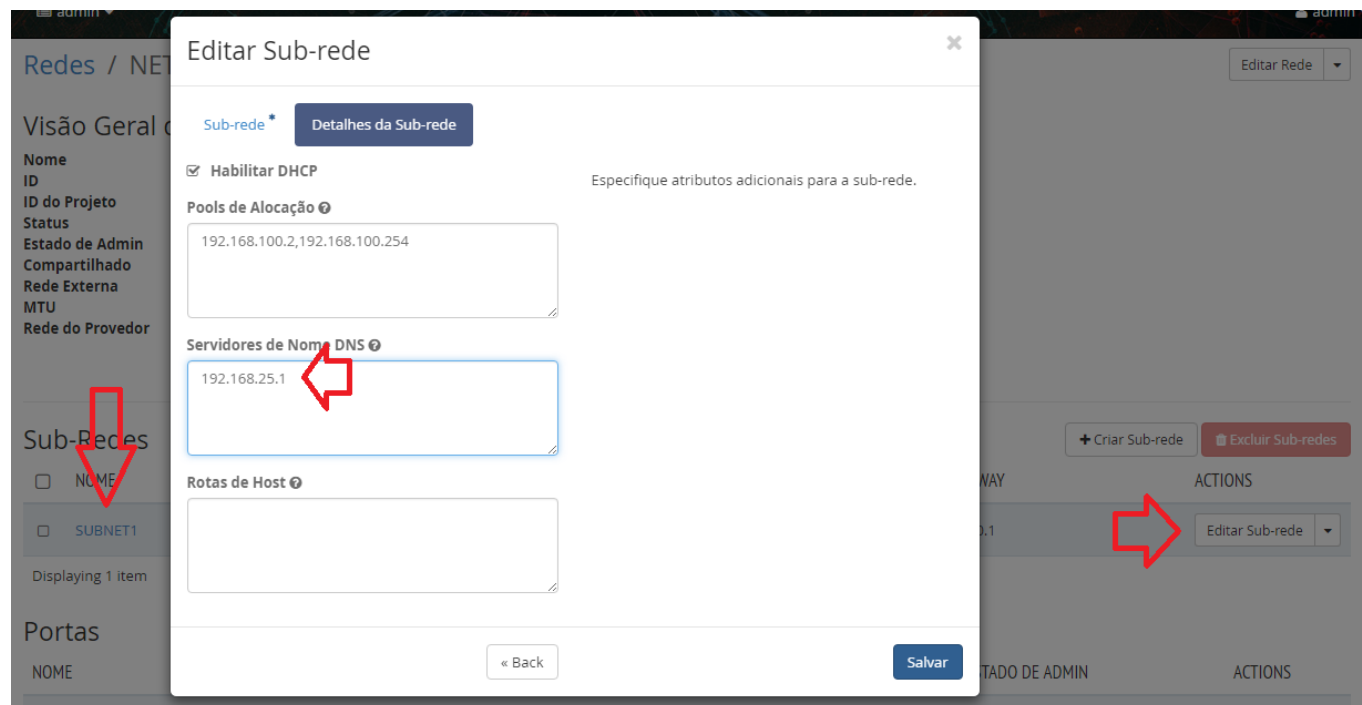 admin
admin
Redes / NET
Editar Rede
Visão Geral d
Nome
ID
ID do Projeto
Status
Estado de Admin
Compartilhado
Rede Externa
MTU
Rede do Provedor
Editar Sub-rede
×
Sub-rede *
Detalhes da Sub-rede
Habilitar DHCP
Especifique atributos adicionais para a sub-rede.
Pools de Alocação
192.168.100.2,192.168.100.254
Servidores de Nome DNS
192.168.25.1
Rotas de Host
« Back
Salvar
Sub-Redes
+ Criar Sub-rede
Excluir Sub-redes
NOME
WAY
ACTIONS
SUBNET1
0.1
Editar Sub-rede
Displaying 1 item
Portas
NOME
TADO DE ADMIN
ACTIONS